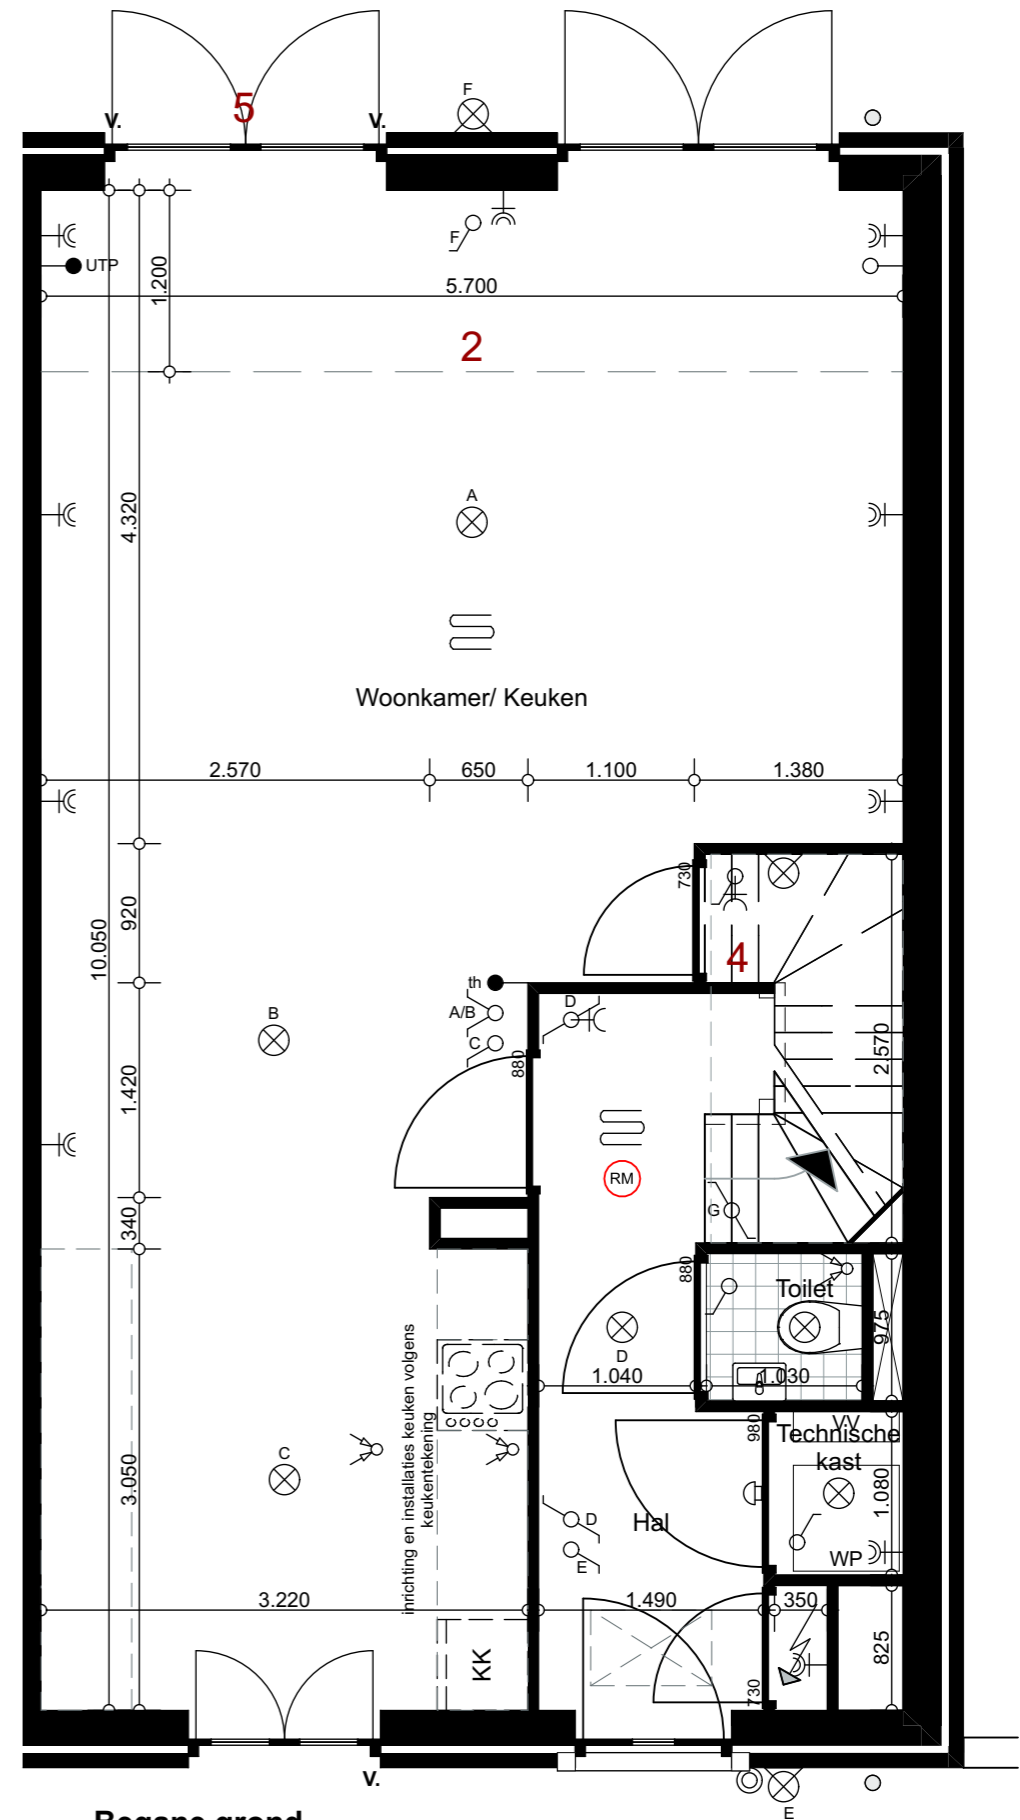 F
5
V.
V.
F
UTP
1.200
5.700
2
A
4.320
Woonkamer/ Keuken
2.570
650
1.100
1.380
730
920
10.050
4
th
A/B
D
B
C
880
2.570
1.420
RM
G
340
880
Toilet
975
D
1.040
1.030
inrichting en installaties keuken volgens
keukentekening
980
VV
Technische
kast
C
3.050
1.080
D
Hal
E
WP
3.220
1.490
350
825
KK
730
V.
E
Begane grond